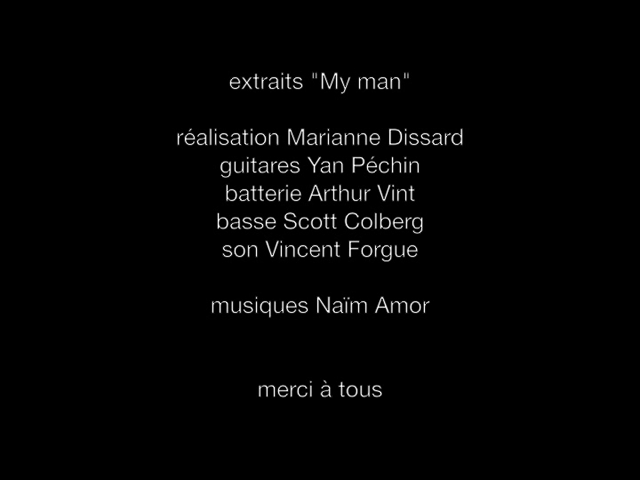 extraits "My man"
réalisation Marianne Dissard
guitares Yan Péchin
batterie Arthur Vint
basse Scott Colberg
son Vincent Forgue
musiques Naïm Amor
merci à tous